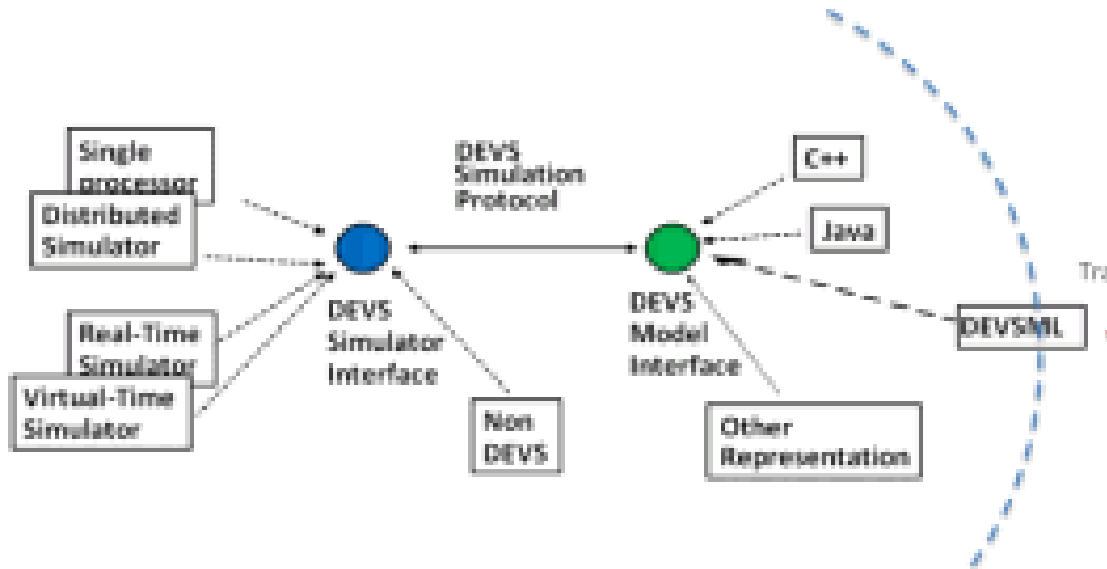 Single
processor
Distributed
Simulator
Real-Time
Simulator
Virtual-Time
Simulator
DEVS
Simulation
Protocol
DEVS
Simulator
Interface
Non
DEVS
DEVS
Model
Interface
C++
Java
DEVSML
Other
Representation
Tra